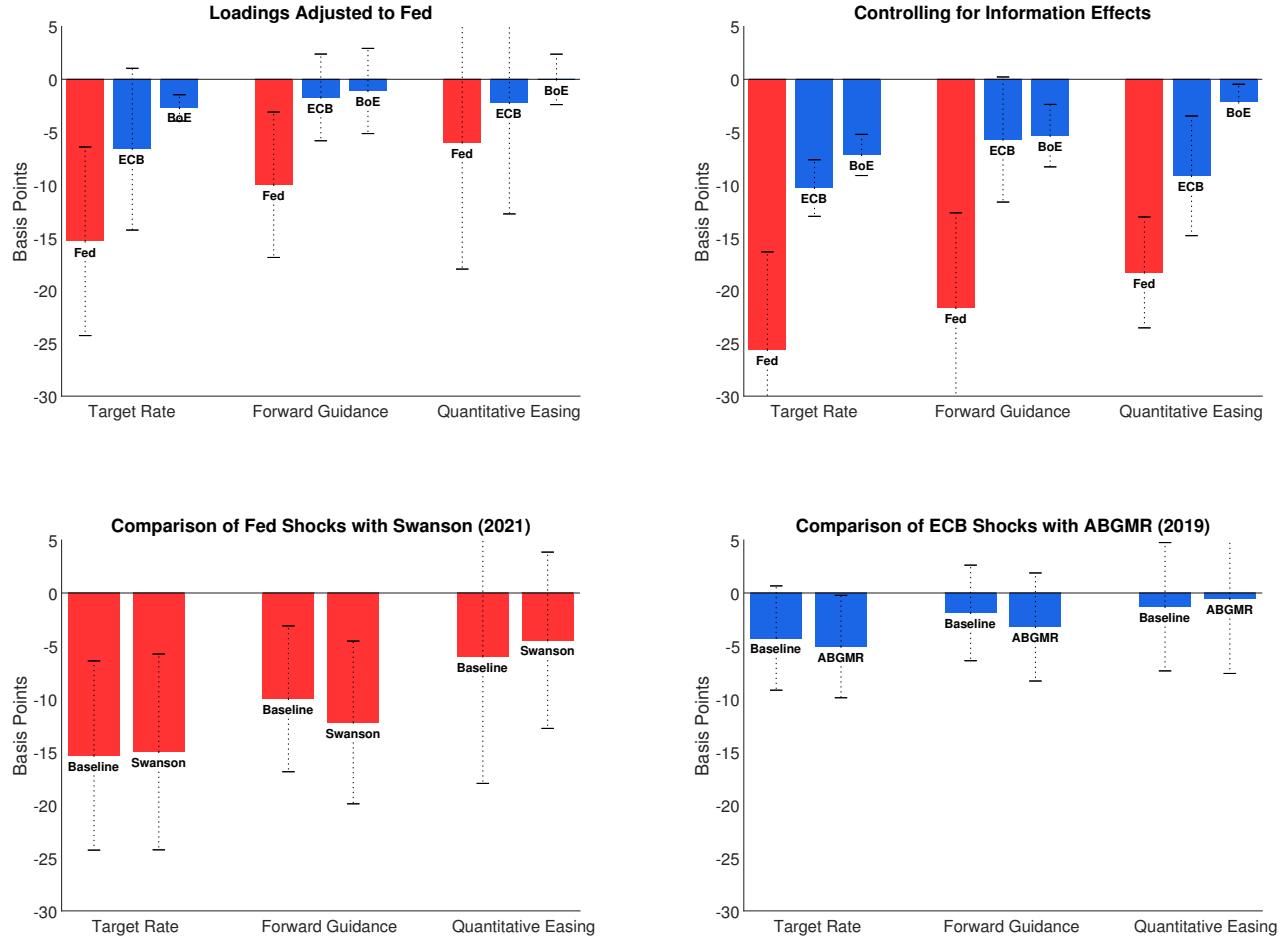 Loadings Adjusted to Fed
Basis Points
5
0
-5
-10
-15
-20
-25
-30
Fed
ECB
BoE
Fed
ECB
BoE
Fed
ECB
BoE
Target Rate
Forward Guidance
Quantitative Easing
Controlling for Information Effects
Basis Points
5
0
-5
-10
-15
-20
-25
-30
Fed
ECB
BoE
Fed
ECB
BoE
Fed
ECB
BoE
Target Rate
Forward Guidance
Quantitative Easing
Comparison of Fed Shocks with Swanson (2021)
Basis Points
5
0
-5
-10
-15
-20
-25
-30
Baseline
Swanson
Baseline
Swanson
Baseline
Swanson
Target Rate
Forward Guidance
Quantitative Easing
Comparison of ECB Shocks with ABGMR (2019)
Basis Points
5
0
-5
-10
-15
-20
-25
-30
Baseline
ABGMR
Baseline
ABGMR
Baseline
ABGMR
Target Rate
Forward Guidance
Quantitative Easing